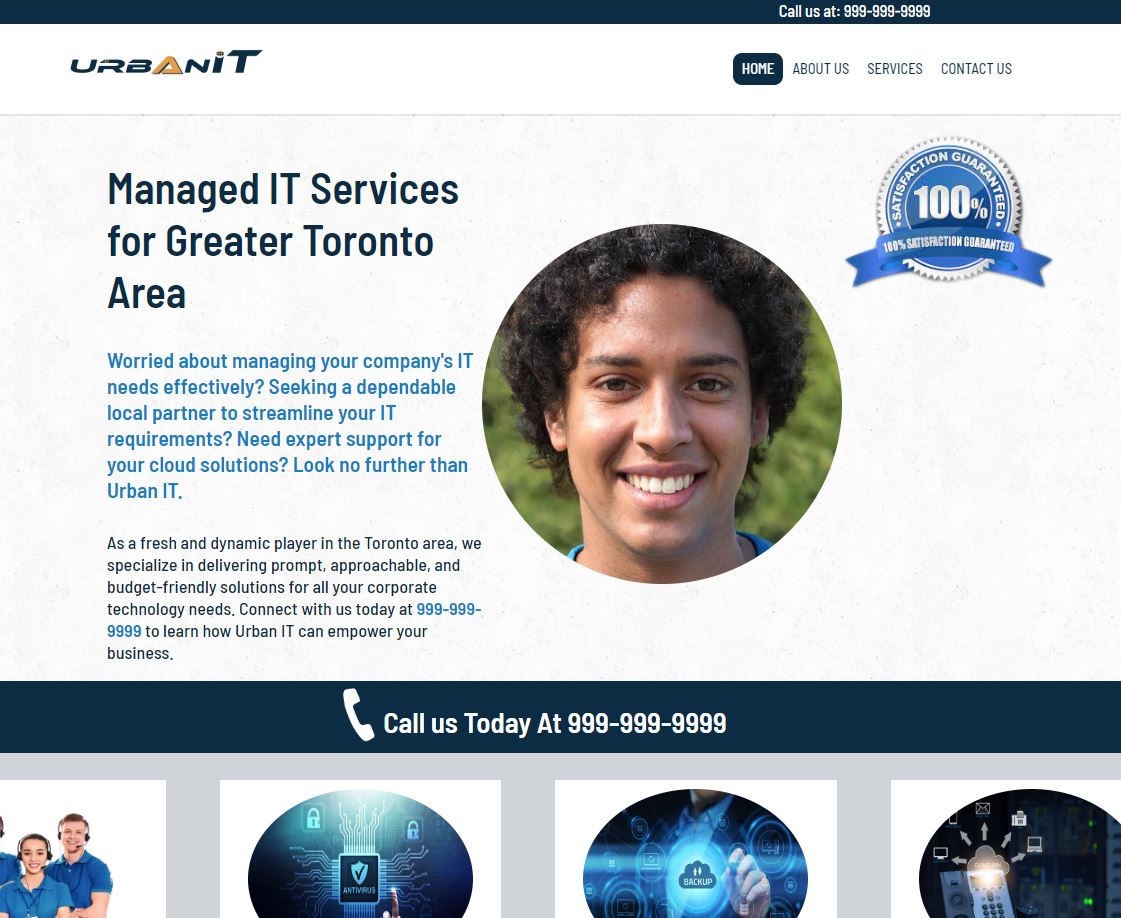 Call us at: 999-999-9999
URBANIT
HOME ABOUT US SERVICES CONTACT US
Managed IT Services
for Greater Toronto
Area
SATISFACTION GUARANTEED
100%
100% SATISFACTION GUARANTEED
Worried about managing your company's IT
needs effectively? Seeking a dependable
local partner to streamline your IT
requirements? Need expert support for
your cloud solutions? Look no further than
Urban IT.
As a fresh and dynamic player in the Toronto area, we
specialize in delivering prompt, approachable, and
budget-friendly solutions for all your corporate
technology needs. Connect with us today at 999-999-
9999 to learn how Urban IT can empower your
business.
Call us Today At 999-999-9999
ANTIVIRUS
BACKUP